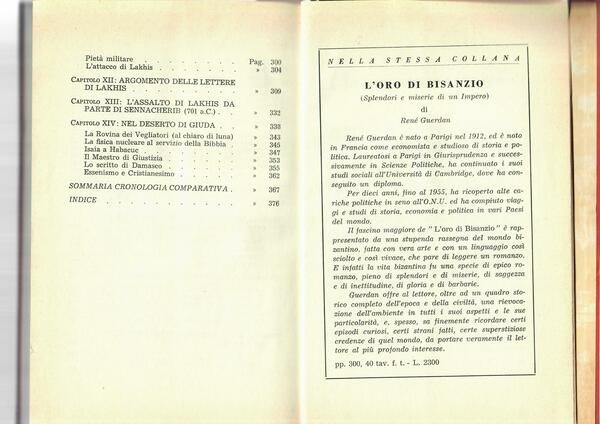 Pietà militare . . . . . . . . Pag. 300
L'attacco di Lakhis . . . . . . . » 304
CAPITOLO XII: ARGOMENTO DELLE LETTERE
DI LAKHIS . . . . . . . . » 309
CAPITOLO XIII: L'ASSALTO DI LAKHIS DA
PARTE DI SENNACHERIB (701 a.C.) . . . » 332
CAPITOLO XIV: NEL DESERTO DI GIUDA . . » 338
La Rovina dei Vegliatori (al chiaro di luna) » 343
La fisica nucleare al servizio della Bibbia . » 345
Isaia a Habacuc . . . . . . . » 347
Il Maestro di Giustizia . . . . . . » 353
Lo scritto di Damasco . . . . . . » 355
Essenismo e Cristianesimo . . . . . » 362
SOMMARIA CRONOLOGIA COMPARATIVA . » 367
INDICE . . . . . . . . . . » 376
NELLA STESSA COLLANA
L'ORO DI BISANZIO
(Splendori e miserie di un Impero)
di
René Guerdan
René Guerdan è nato a Parigi nel 1912, ed è noto
in Francia come economista e studioso di storia e po-
litica. Laureatosi a Parigi in Giurisprudenza e succes-
sivamente in Scienze Politiche, ha continuato i suoi
studi sociali all'Università di Cambridge, dove ha con-
seguito un diploma.
Per dieci anni, fino al 1955, ha ricoperto alte ca-
riche politiche in seno all'O.N.U. ed ha compiuto viag-
gi e studi di storia, economia e politica in vari Paesi
del mondo.
Il fascino maggiore de " L'oro di Bisanzio " è rap-
presentato da una stupenda rassegna del mondo bi-
zantino, fatta con vera arte e con un linguaggio così
sciolto e così vivace, che pare di leggere un romanzo.
E infatti la vita bizantina fu una specie di epico ro-
manzo, pieno di splendori e di miserie, di saggezza
e di inettitudine, di gloria e di barbarie.
Guerdan offre al lettore, oltre ad un quadro sto-
rico completo dell'epoca e della civiltà, una rievoca-
zione dell'ambiente in tutti i suoi aspetti e le sue
particolarità, e, spesso, sa finemente ricordare certi
episodi curiosi, certi strani fatti, certe superstiziose
credenze di quel mondo, da portare veramente il let-
tore al più profondo interesse.
pp. 300, 40 tav. f. t. - L. 2300